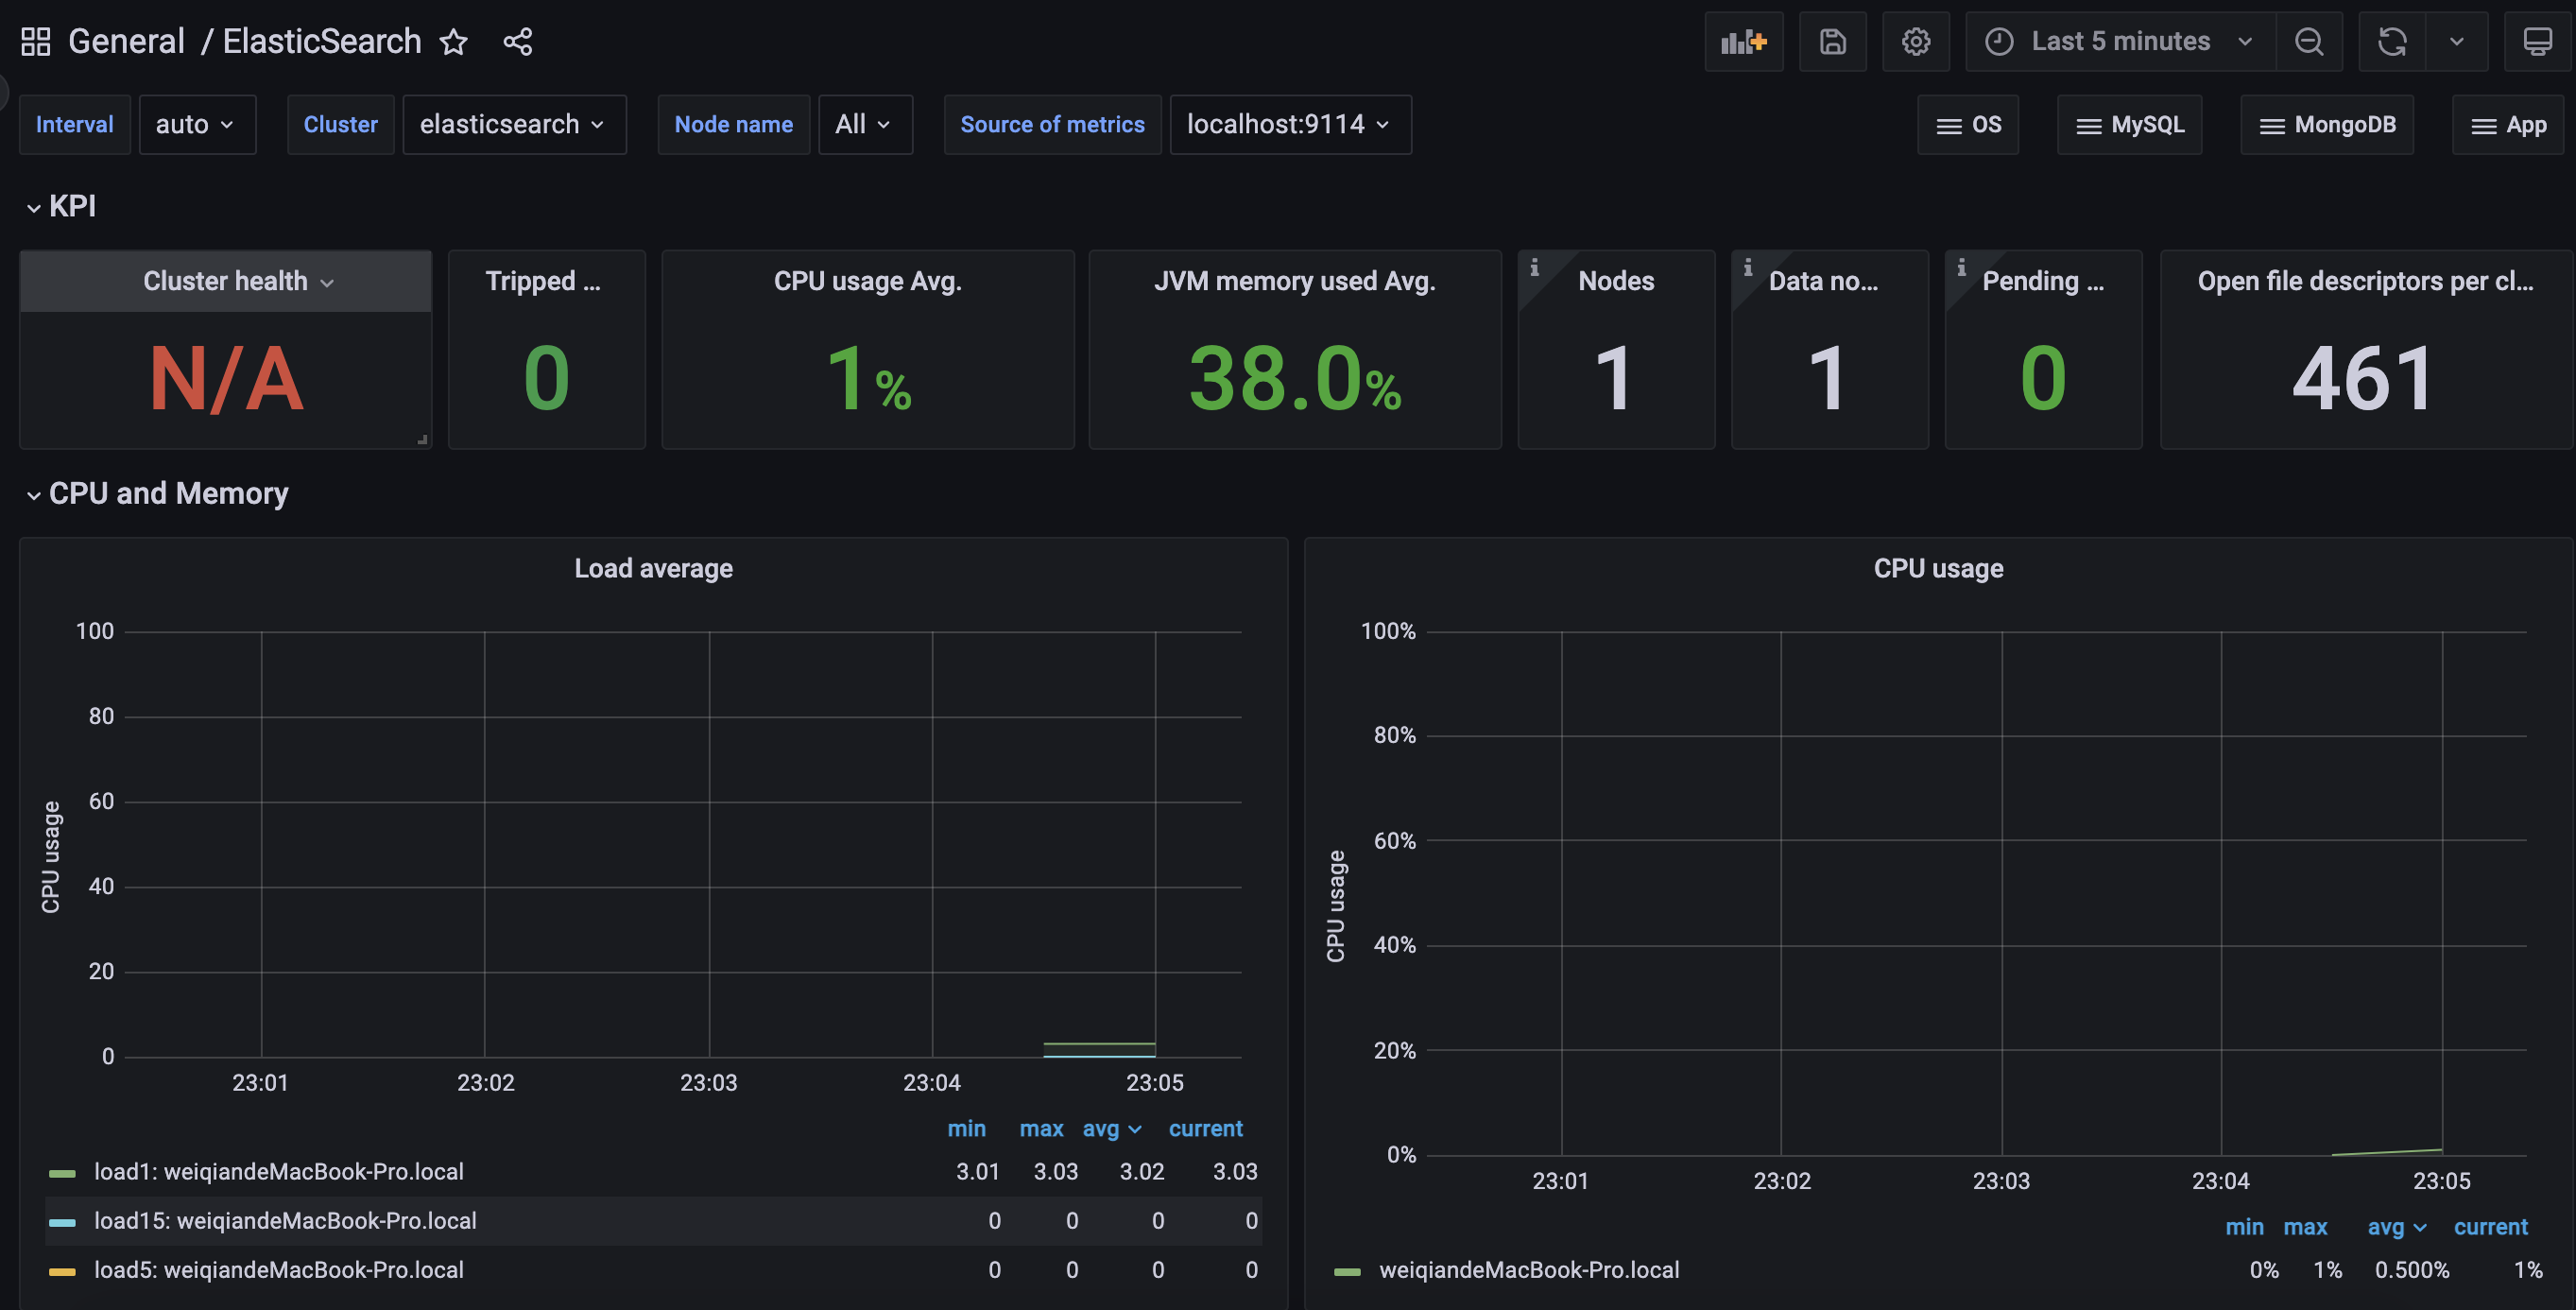 General / ElasticSearch
Last 5 minutes
Interval auto Cluster elasticsearch Node name All Source of metrics localhost:9114 OS MySQL MongoDB App
KPI
Cluster health
N/A
Tripped ...
0
CPU usage Avg.
1%
JVM memory used Avg.
38.0%
Nodes
1
Data no...
1
Pending ...
0
Open file descriptors per cl...
461
CPU and Memory
Load average
CPU usage
100
80
60
40
20
0
23:01 23:02 23:03 23:04 23:05
min max avg current
load1: weiqiandeMacBook-Pro.local 3.01 3.03 3.02 3.03
load15: weiqiandeMacBook-Pro.local 0 0 0 0
load5: weiqiandeMacBook-Pro.local 0 0 0 0
CPU usage
CPU usage
100%
80%
60%
40%
20%
0%
23:01 23:02 23:03 23:04 23:05
min max avg current
weiqiandeMacBook-Pro.local 0% 1% 0.500% 1%